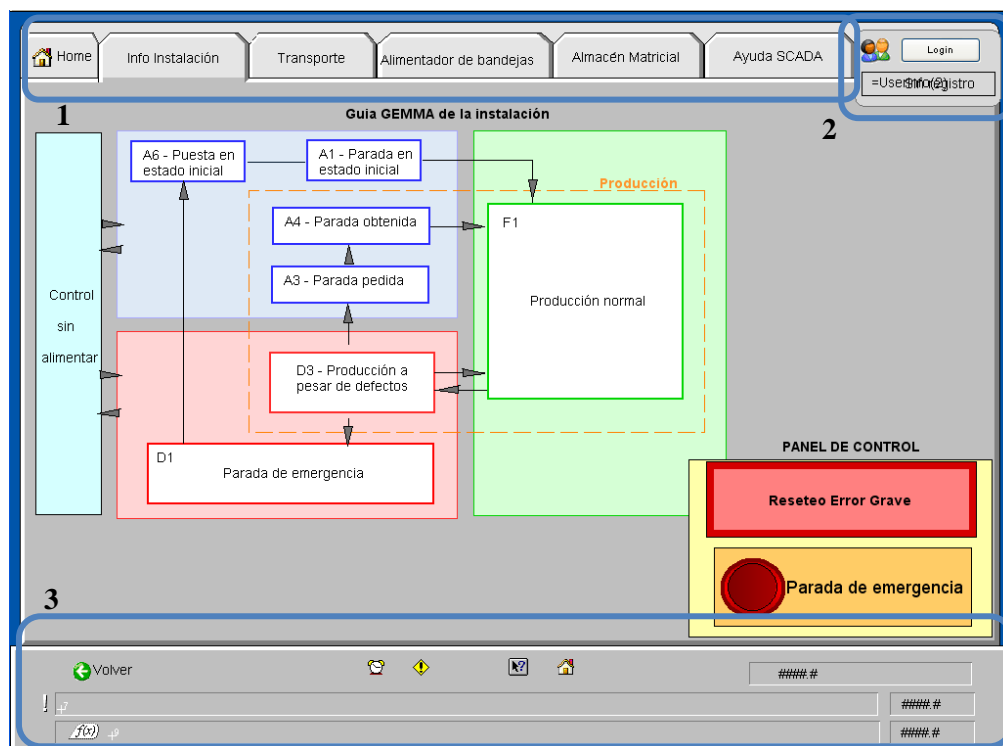 Home
Info Instalación
Transporte
Alimentador de bandejas
Almacén Matricial
Ayuda SCADA
Login
1
2
Guia GEMMA de la instalación
A6 - Puesta en
estado inicial
A1 - Parada en
estado inicial
Producción
A4 - Parada obtenida
F1
A3 - Parada pedida
Control
sin
alimentar
Producción normal
D3 - Producción a
pesar de defectos
D1
Parada de emergencia
PANEL DE CONTROL
Reseteo Error Grave
Parada de emergencia
3
Volver
####.#
!
+7
####.#
f(x)
+9
####.#